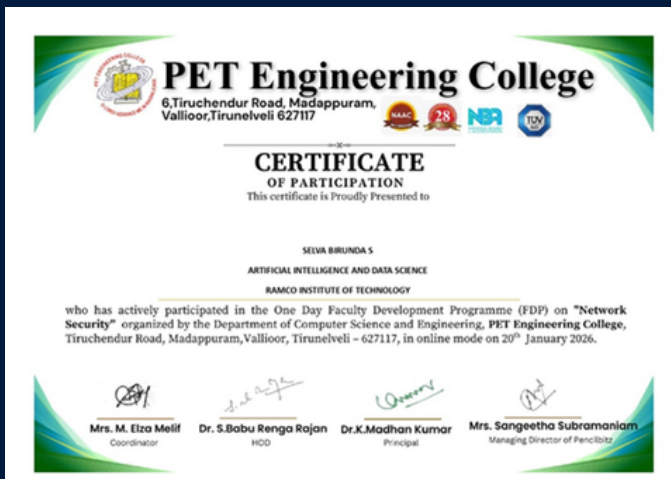 PET Engineering College
6,Tiruchendur Road, Madappuram,
Vallioor,Tirunelveli 627117
NAAC
28
NBA
TÜV
CERTIFICATE
OF PARTICIPATION
This certificate is Proudly Presented to
SELVA BIRUNDA S
ARTIFICIAL INTELLIGENCE AND DATA SCIENCE
RAMCO INSTITUTE OF TECHNOLOGY
who has actively participated in the One Day Faculty Development Programme (FDP) on "Network
Security" organized by the Department of Computer Science and Engineering, PET Engineering College,
Tiruchendur Road, Madappuram,Vallioor, Tirunelveli – 627117, in online mode on 20th January 2026.
Mrs. M. Elza Melif Dr. S.Babu Renga Rajan Dr.K.Madhan Kumar Mrs. Sangeetha Subramaniam
Coordinator HOD Principal Managing Director of Pencilbitz